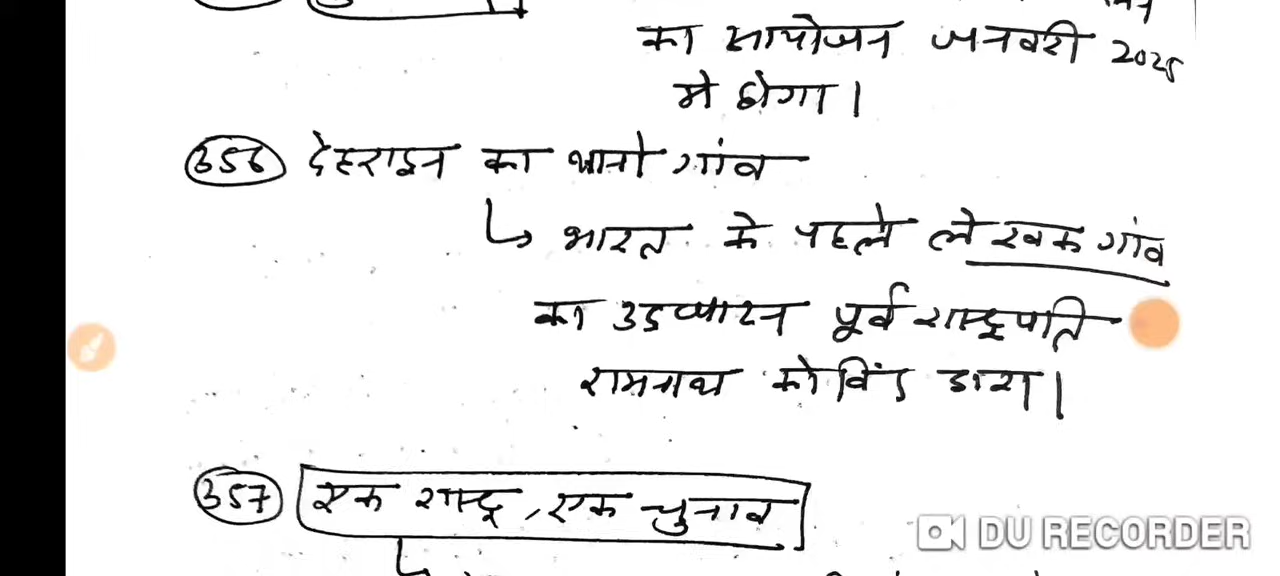 का आयोजन जनवरी 2025
मे होगा।
356 देहरादून का थानो गांव
↳ भारत के पहले लेखक गांव
का उद्घाटन पूर्व राष्ट्रपति
रामनाथ कोविंद द्वारा।
357 एक राष्ट्र, एक चुनाव
DU RECORDER